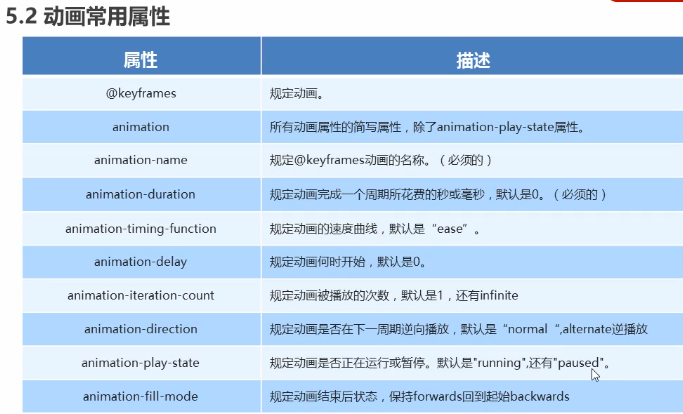 5.2 动画常用属性
属性 描述
@keyframes 规定动画。
animation 所有动画属性的简写属性，除了animation-play-state属性。
animation-name 规定@keyframes动画的名称。（必须的）
animation-duration 规定动画完成一个周期所花费的秒或毫秒，默认是0。（必须的）
animation-timing-function 规定动画的速度曲线，默认是“ease”。
animation-delay 规定动画何时开始，默认是0。
animation-iteration-count 规定动画被播放的次数，默认是1，还有infinite
animation-direction 规定动画是否在下一周期逆向播放，默认是“normal“,alternate逆播放
animation-play-state 规定动画是否正在运行或暂停。默认是"running",还有"paused"。
animation-fill-mode 规定动画结束后状态，保持forwards回到起始backwards